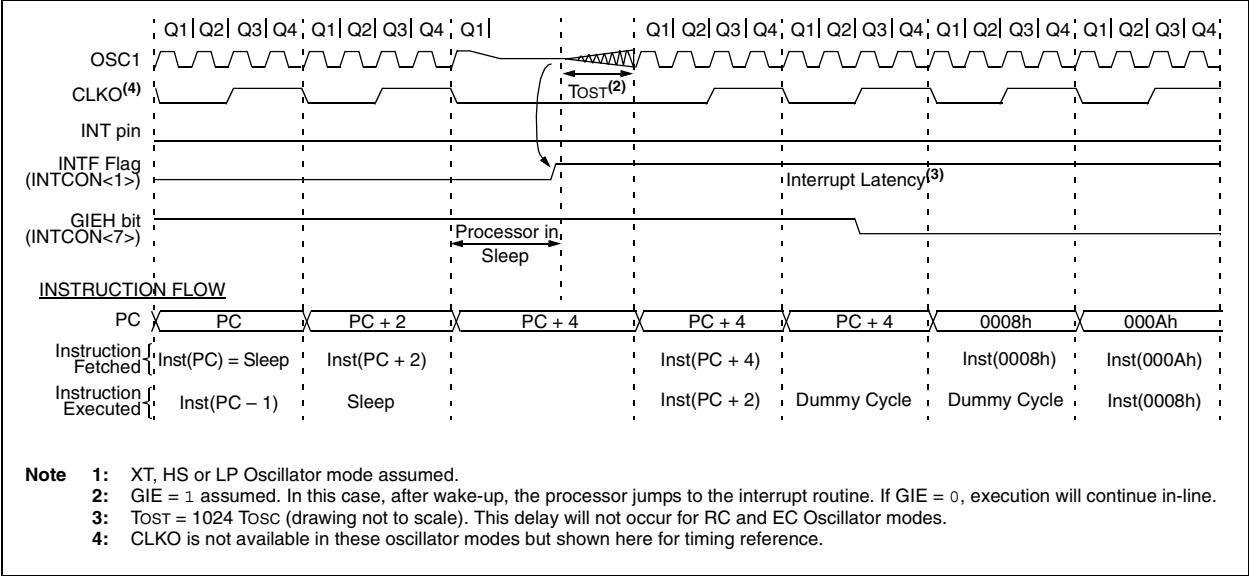 Q1 Q2 Q3 Q4 Q1 Q2 Q3 Q4 Q1 Q1 Q2 Q3 Q4 Q1 Q2 Q3 Q4 Q1 Q2 Q3 Q4 Q1 Q2 Q3 Q4
OSC1
TOST(2)
CLKO(4)
INT pin
INTF Flag
(INTCON<1>)
Interrupt Latency(3)
GIEH bit
(INTCON<7>)
Processor in
Sleep
INSTRUCTION FLOW
PC PC PC + 2 PC + 4 PC + 4 PC + 4 0008h 000Ah
Instruction
Fetched Inst(PC) = Sleep Inst(PC + 2) Inst(PC + 4) Inst(0008h) Inst(000Ah)
Instruction
Executed Inst(PC – 1) Sleep Inst(PC + 2) Dummy Cycle Dummy Cycle Inst(0008h)
Note 1: XT, HS or LP Oscillator mode assumed.
2: GIE = 1 assumed. In this case, after wake-up, the processor jumps to the interrupt routine. If GIE = 0, execution will continue in-line.
3: TOST = 1024 TOSC (drawing not to scale). This delay will not occur for RC and EC Oscillator modes.
4: CLKO is not available in these oscillator modes but shown here for timing reference.